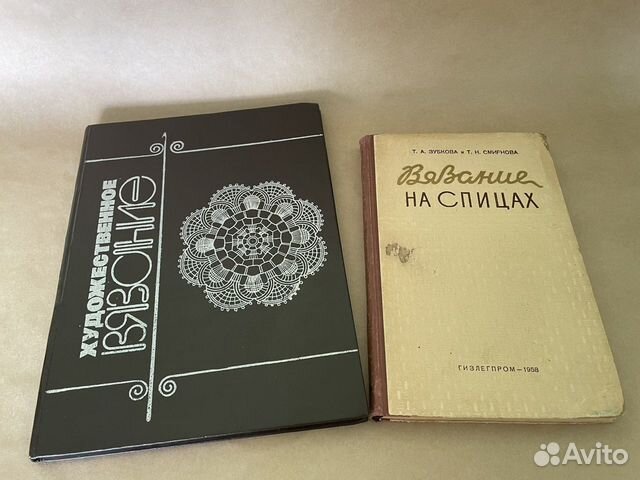 ХУДОЖЕСТВЕННОЕ
ВЯЗАНИЕ
Т. А. ЗУБКОВА и Т. Н. СМИРНОВА
Вязание
НА СПИЦАХ
ГИЗЛЕГПРОМ—1958
Avito